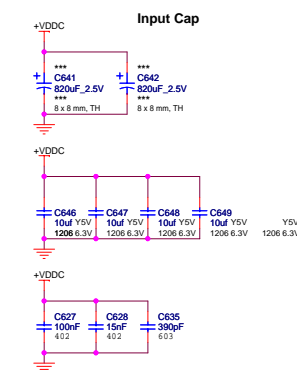 Input Cap
+VDDC
*** ***
C641 C642
820uF_2.5V 820uF_2.5V
*** ***
8 x 8 mm, TH 8 x 8 mm, TH
+VDDC
C646 C647 C648 C649
10uf Y5V 10uf Y5V 10uf Y5V 10uf Y5V Y5V
1206 6.3V 1206 6.3V 1206 6.3V 1206 6.3V 1206 6.3V
+VDDC
C627 C628 C635
100nF 15nF 390pF
402 402 603